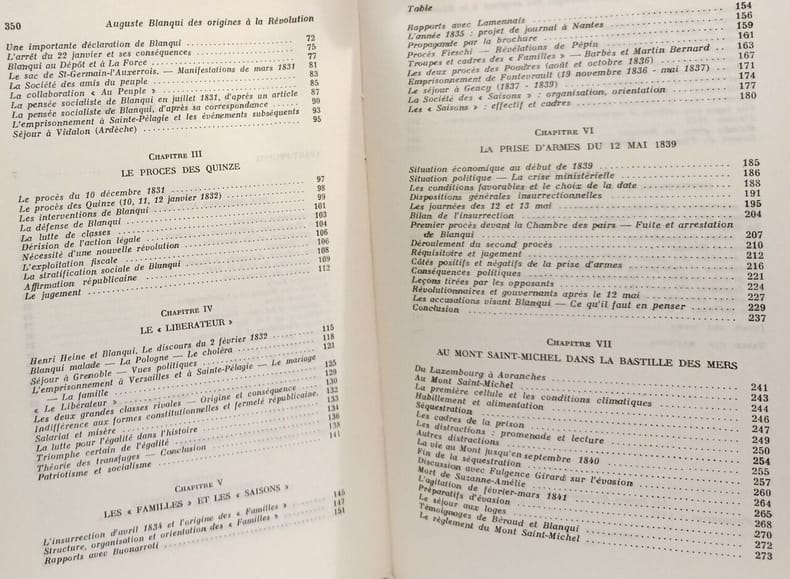 350 Auguste Blanqui des origines à la Révolution
Une importante déclaration de Blanqui 72
L'arrêt du 22 janvier et ses conséquences 75
Blanqui au Dépôt et à La Force 77
Le sac de St-Germain-l'Auxerrois. — Manifestations de mars 1831 81
La Société des amis du peuple 83
La collaboration « Au Peuple » 85
La pensée socialiste de Blanqui en juillet 1831, d'après un article 87
La pensée socialiste de Blanqui, d'après sa correspondance 90
L'emprisonnement à Sainte-Pélagie et les événements subséquents 93
Séjour à Vidalon (Ardèche) 95
CHAPITRE III
LE PROCES DES QUINZE
Le procès du 10 décembre 1831 97
Le procès des Quinze (10, 11, 12 janvier 1832) 98
Les interventions de Blanqui 99
La défense de Blanqui 101
La lutte de classes 103
Dérision de l'action légale 104
Nécessité d'une nouvelle révolution 106
L'exploitation fiscale 106
La stratification sociale de Blanqui 108
Affirmation républicaine 109
Le jugement 112
CHAPITRE IV
LE « LIBERATEUR »
Henri Heine et Blanqui. Le discours du 2 février 1832 115
Blanqui malade — La Pologne — Le choléra 118
Séjour à Grenoble — Vues politiques 121
L'emprisonnement à Versailles et à Sainte-Pélagie — Le mariage
— La famille 125
« Le Libérateur » 129
Les deux grandes classes rivales — Origine et conséquence 130
Indifférence aux formes constitutionnelles et fermeté républicaine. 132
Salariat et misère 133
La lutte pour l'égalité dans l'histoire 134
Triomphe certain de l'égalité 136
Théorie des transfuges — Conclusion 138
Patriotisme et socialisme 141
CHAPITRE V
LES « FAMILLES » ET LES « SAISONS »
L'insurrection d'avril 1834 et l'origine des « Familles » 145
Structure, organisation et orientation des « Familles » 147
Rapports avec Buonarroti 151
Table
Rapports avec Lamennais 154
L'année 1835 : projet de journal à Nantes 156
Propagande par la brochure 159
Procès Fieschi — Révélations de Pépin 161
Troupes et cadres des « Familles » — Barbès et Martin Bernard 163
Les deux procès des Poudres (août et octobre 1836) 167
Emprisonnement de Fontevrault (19 novembre 1836 - mai 1837) 171
Le séjour à Gency (1837 - 1839) 174
La Société des « Saisons » : organisation, orientation 177
Les « Saisons » : effectif et cadres 180
CHAPITRE VI
LA PRISE D'ARMES DU 12 MAI 1839
Situation économique au début de 1839 185
Situation politique — La crise ministérielle 186
Les conditions favorables et le choix de la date 188
Dispositions générales insurrectionnelles 191
Les journées des 12 et 13 mai 195
Bilan de l'insurrection 204
Premier procès devant la Chambre des pairs — Fuite et arrestation
de Blanqui 207
Déroulement du second procès 210
Réquisitoire et jugement 212
Côtés positifs et négatifs de la prise d'armes 216
Conséquences politiques 221
Leçons tirées par les opposants 224
Révolutionnaires et gouvernants après le 12 mai 227
Les accusations visant Blanqui — Ce qu'il faut en penser 229
Conclusion 237
CHAPITRE VII
AU MONT SAINT-MICHEL DANS LA BASTILLE DES MERS
Du Luxembourg à Avranches 241
Au Mont Saint-Michel 243
La première cellule et les conditions climatiques 244
Habillement et alimentation 246
Séquestration 247
Les cadres de la prison 249
Les distractions : promenade et lecture 250
Autres distractions 254
La vie au Mont jusqu'en septembre 1840 255
Fin de la séquestration 257
Discussion avec Fulgence Girard sur l'évasion 260
Mort de Suzanne-Amélie 264
L'agitation de février-mars 1841 265
Préparatifs d'évasion 268
Le séjour aux loges 270
Témoignages de Béraud et Blanqui 272
Le règlement du Mont Saint-Michel 273